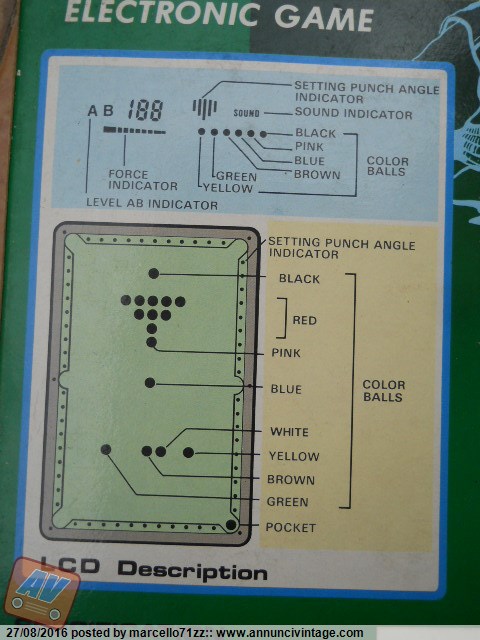 ELECTRONIC GAME
SETTING PUNCH ANGLE
INDICATOR
SOUND
SOUND INDICATOR
A B 188
BLACK
PINK
BLUE
BROWN
COLOR
BALLS
FORCE
INDICATOR
GREEN
YELLOW
LEVEL AB INDICATOR
SETTING PUNCH ANGLE
INDICATOR
BLACK
RED
PINK
BLUE
COLOR
BALLS
WHITE
YELLOW
BROWN
GREEN
POCKET
LCD Description
AV
27/08/2016 posted by marcello71zz:: www.annuncivintage.com